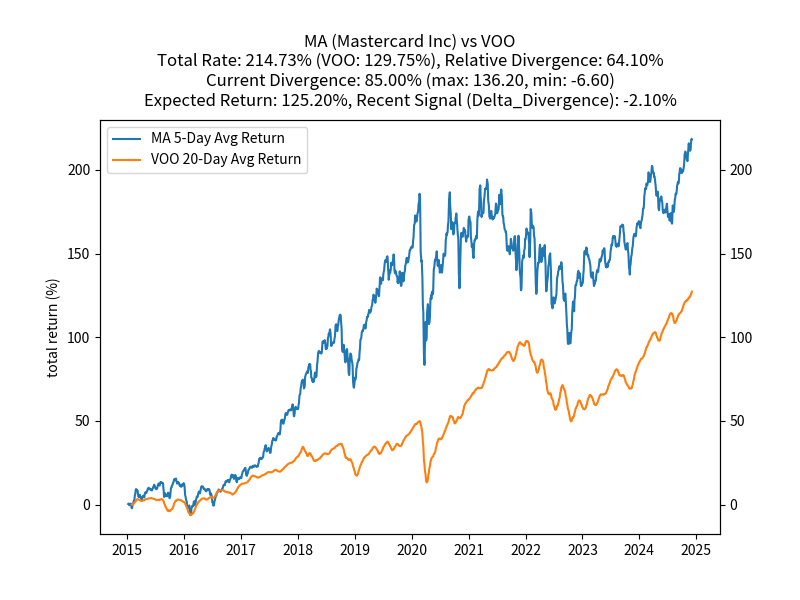 MA (Mastercard Inc) vs VOO
Total Rate: 214.73% (VOO: 129.75%), Relative Divergence: 64.10%
Current Divergence: 85.00% (max: 136.20, min: -6.60)
Expected Return: 125.20%, Recent Signal (Delta_Divergence): -2.10%
MA 5-Day Avg Return
VOO 20-Day Avg Return
total return (%)
200
150
100
50
0
200
150
100
50
0
2015 2016 2017 2018 2019 2020 2021 2022 2023 2024 2025